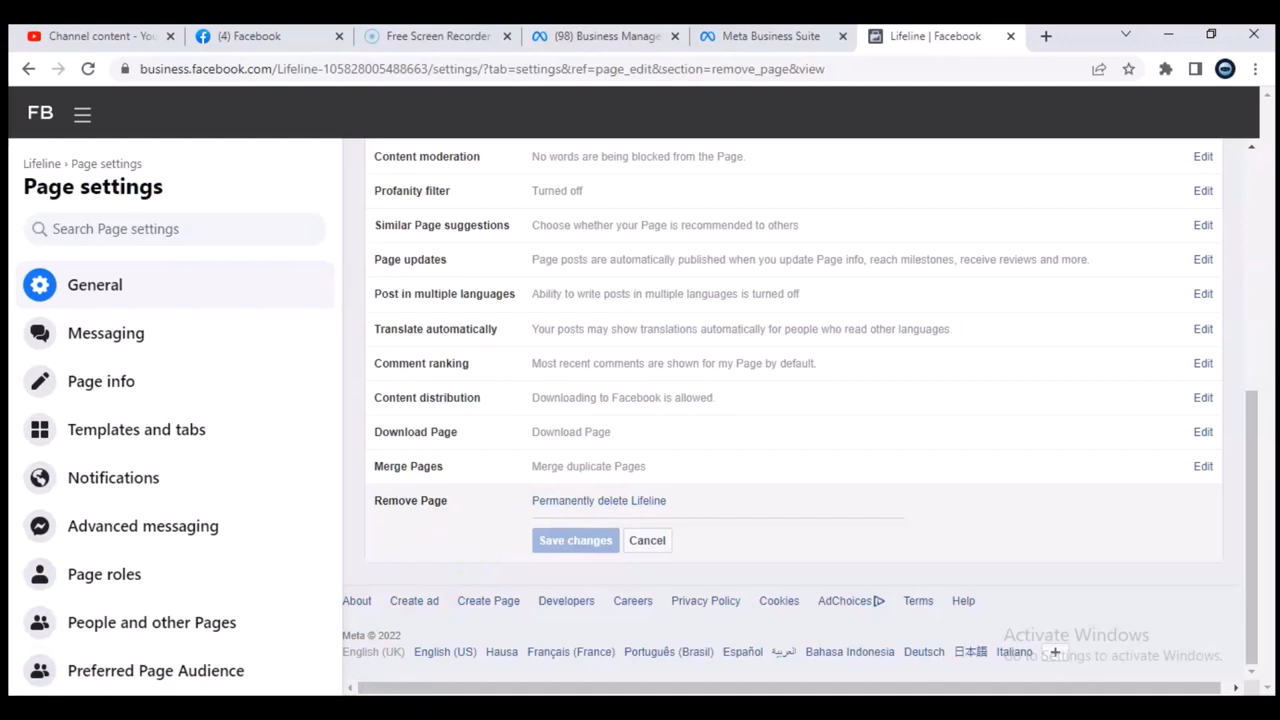 Channel content - You
(4) Facebook
Free Screen Recorder
(98) Business Manage
Meta Business Suite
Lifeline | Facebook
business.facebook.com/Lifeline-105828005488663/settings/?tab=settings&ref=page_edit&section=remove_page&view
FB
Lifeline › Page settings
Page settings
Search Page settings
General
Messaging
Page info
Templates and tabs
Notifications
Advanced messaging
Page roles
People and other Pages
Preferred Page Audience
Content moderation No words are being blocked from the Page. Edit
Profanity filter Turned off Edit
Similar Page suggestions Choose whether your Page is recommended to others Edit
Page updates Page posts are automatically published when you update Page info, reach milestones, receive reviews and more. Edit
Post in multiple languages Ability to write posts in multiple languages is turned off Edit
Translate automatically Your posts may show translations automatically for people who read other languages. Edit
Comment ranking Most recent comments are shown for my Page by default. Edit
Content distribution Downloading to Facebook is allowed. Edit
Download Page Download Page Edit
Merge Pages Merge duplicate Pages Edit
Remove Page Permanently delete Lifeline
Save changes Cancel
About Create ad Create Page Developers Careers Privacy Policy Cookies AdChoices Terms Help
Meta © 2022
English (UK) English (US) Hausa Français (France) Português (Brasil) Español العربية Bahasa Indonesia Deutsch 日本語 Italiano
Activate Windows
Go to Settings to activate Windows.